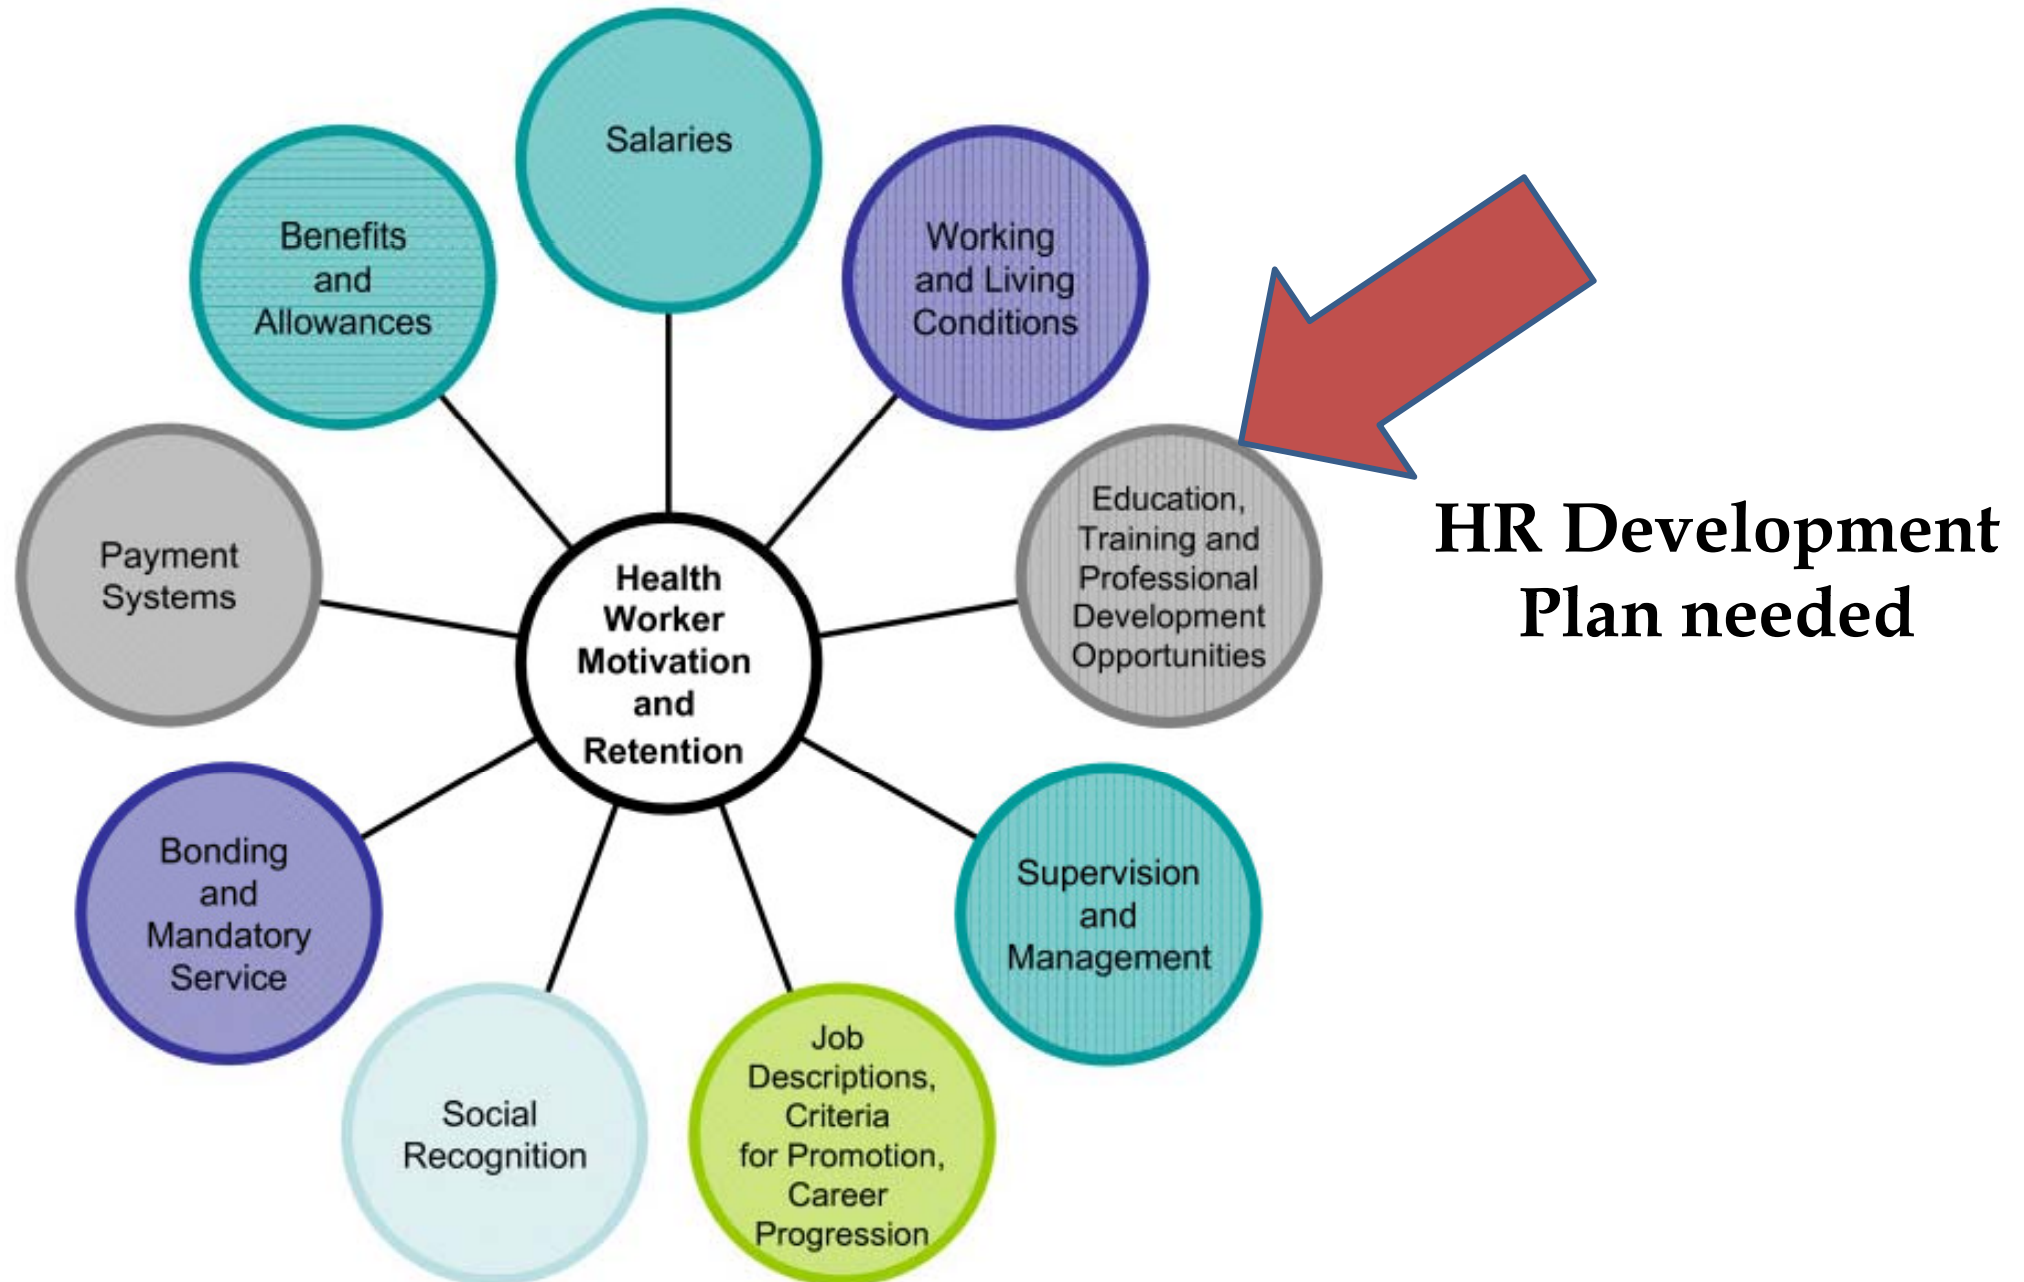 Salaries
Benefits
and
Allowances
Working
and Living
Conditions
Payment
Systems
Health
Worker
Motivation
and
Retention
Education,
Training and
Professional
Development
Opportunities
HR Development
Plan needed
Bonding
and
Mandatory
Service
Supervision
and
Management
Social
Recognition
Job
Descriptions,
Criteria
for Promotion,
Career
Progression